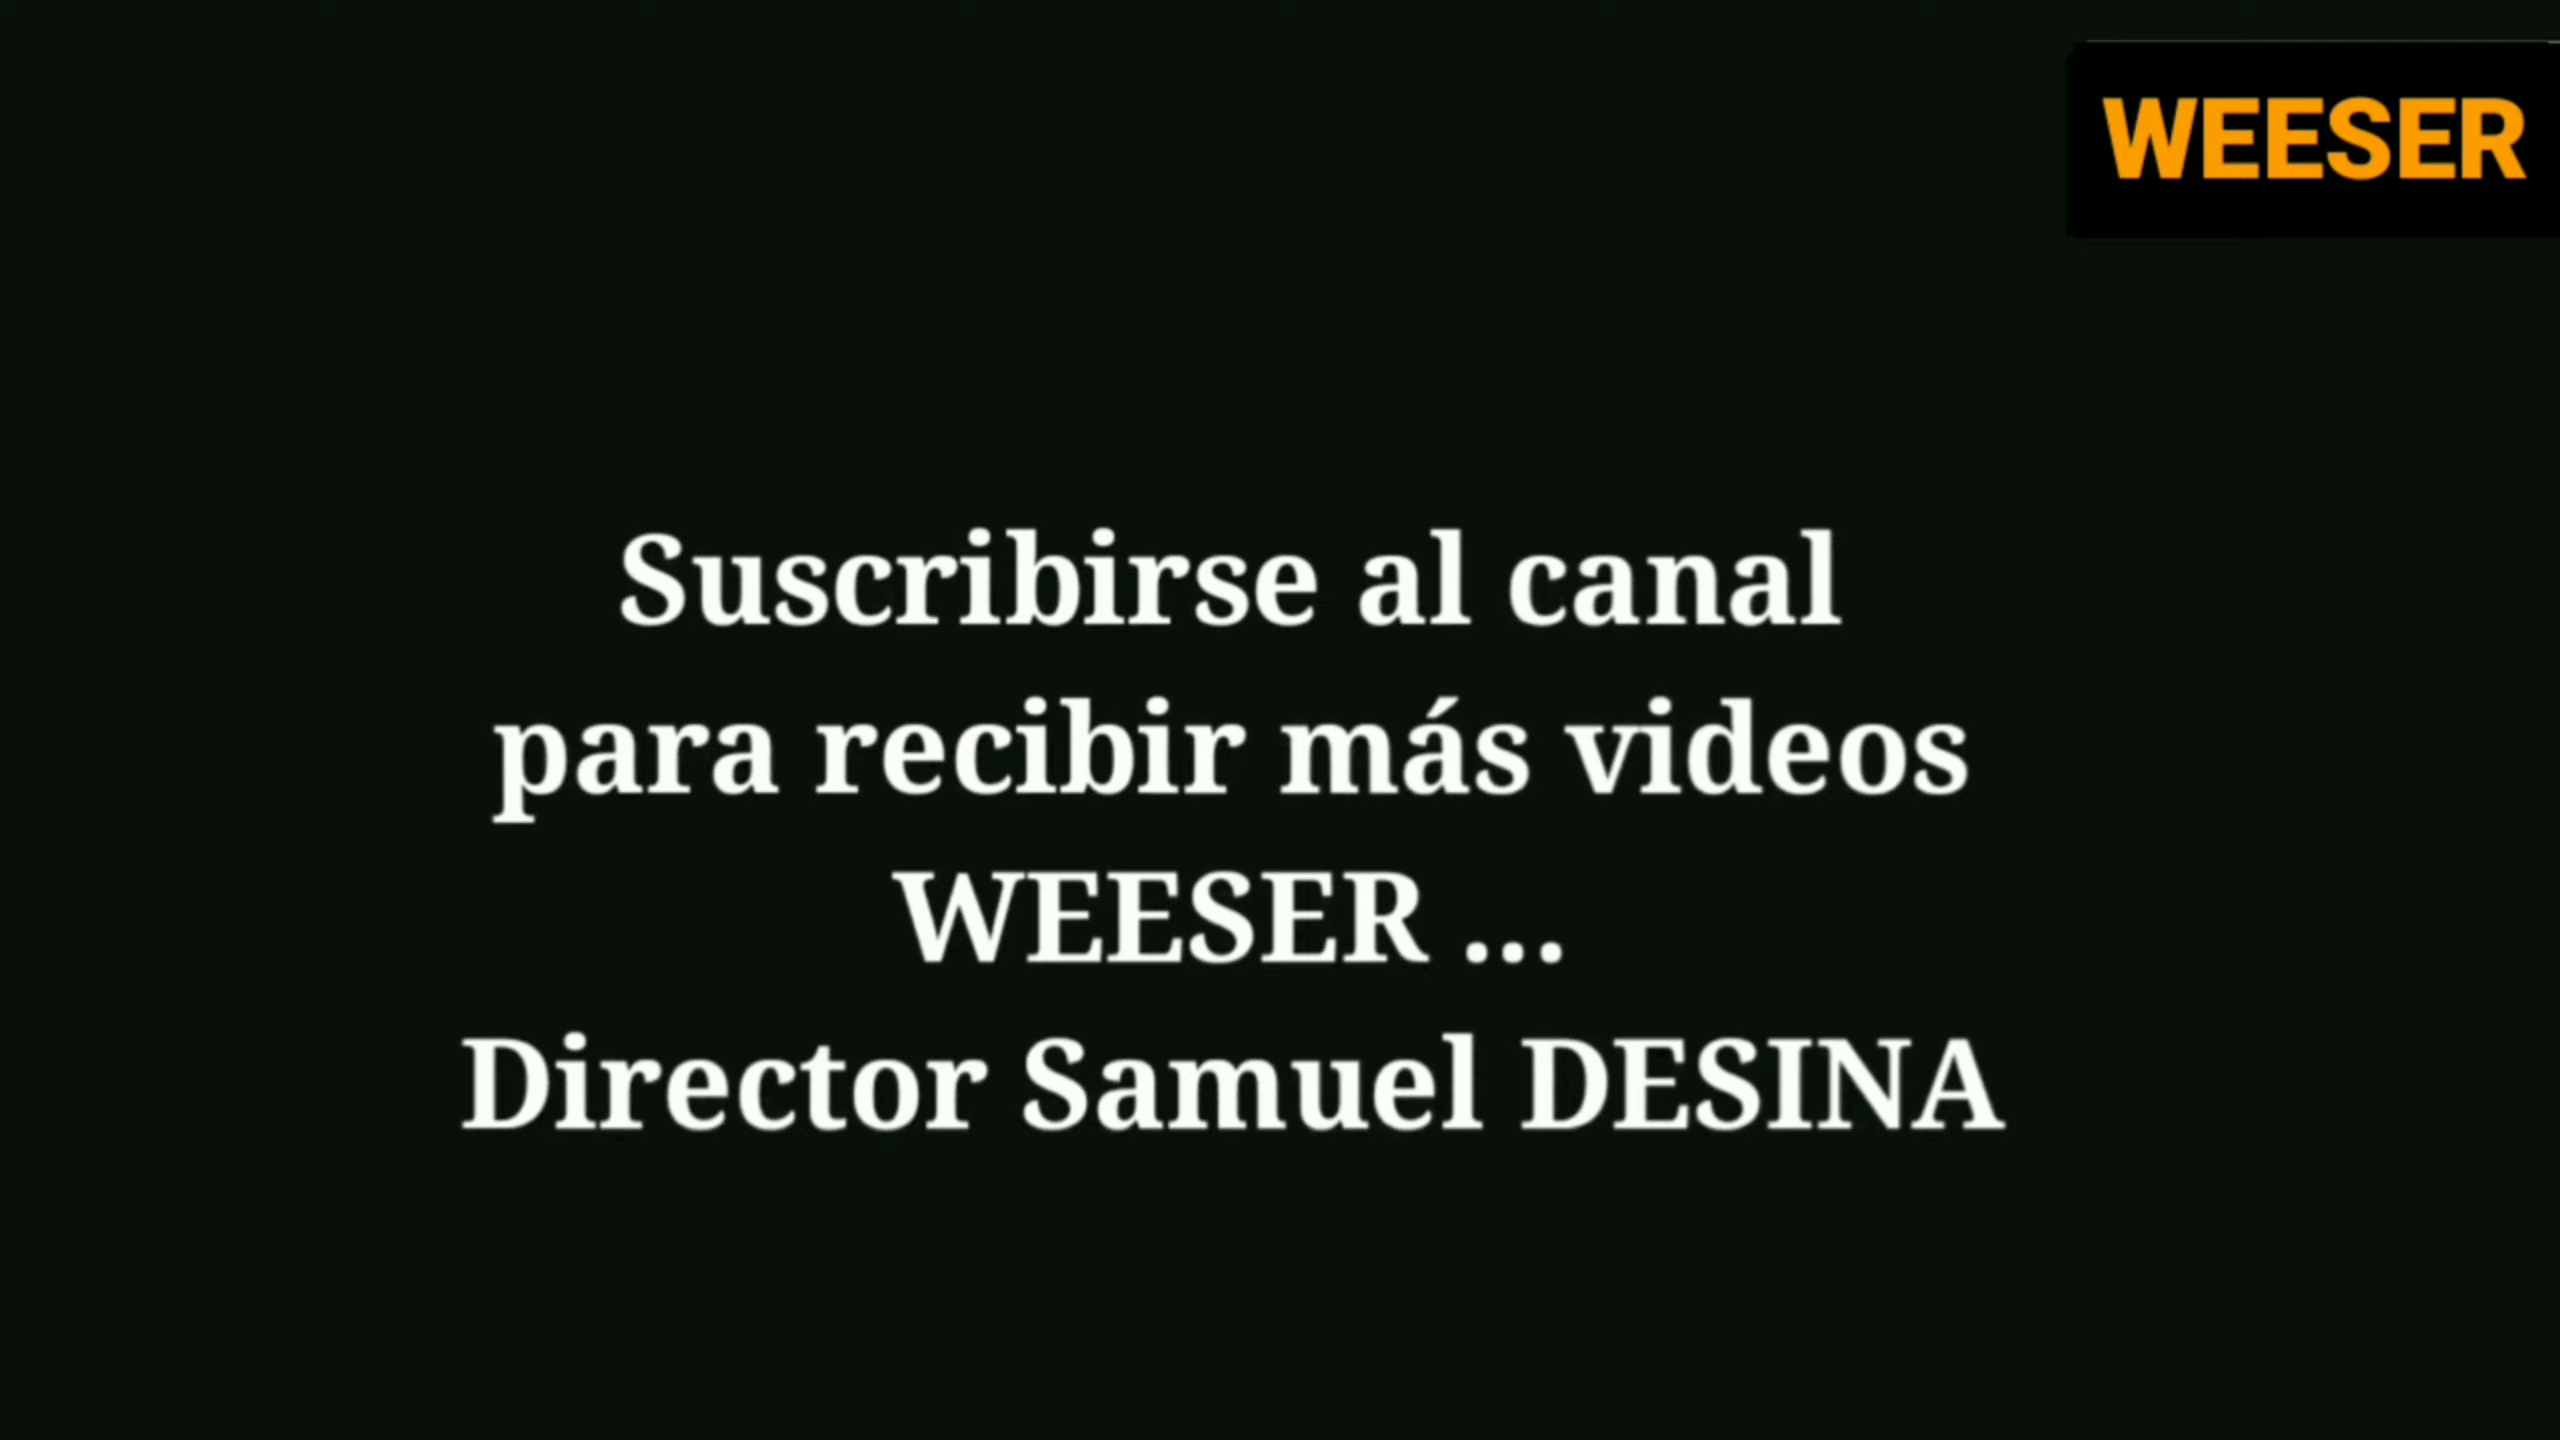 WEESER
Suscribirse al canal
para recibir más videos
WEESER ...
Director Samuel DESINA